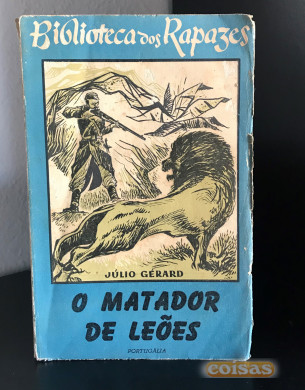 Biblioteca dos Rapazes
JÚLIO GÉRARD
O MATADOR
DE LEÕES
PORTUGÁLIA
coisas